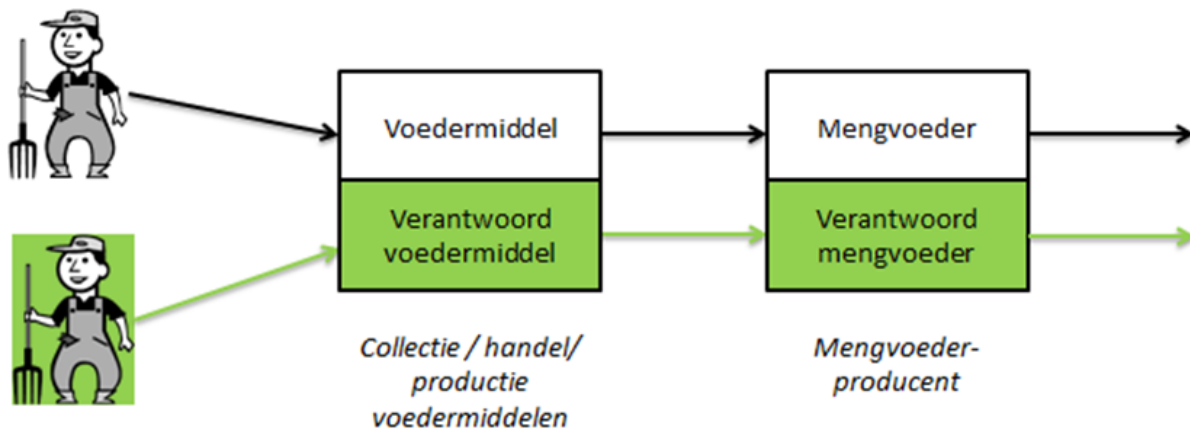 Voedermiddel
Mengvoeder
Verantwoord
voedermiddel
Verantwoord
mengvoeder
Collectie / handel/
productie
voedermiddelen
Mengvoeder-
producent